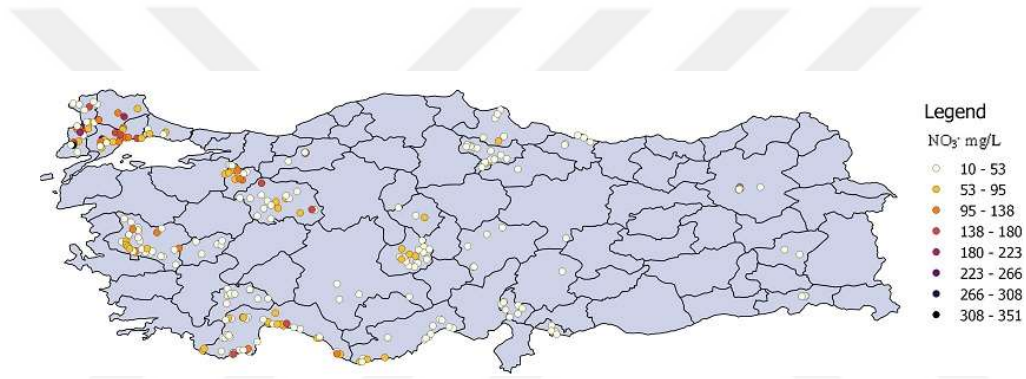 Legend
NO₃⁻ mg/L
10 - 53
53 - 95
95 - 138
138 - 180
180 - 223
223 - 266
266 - 308
308 - 351